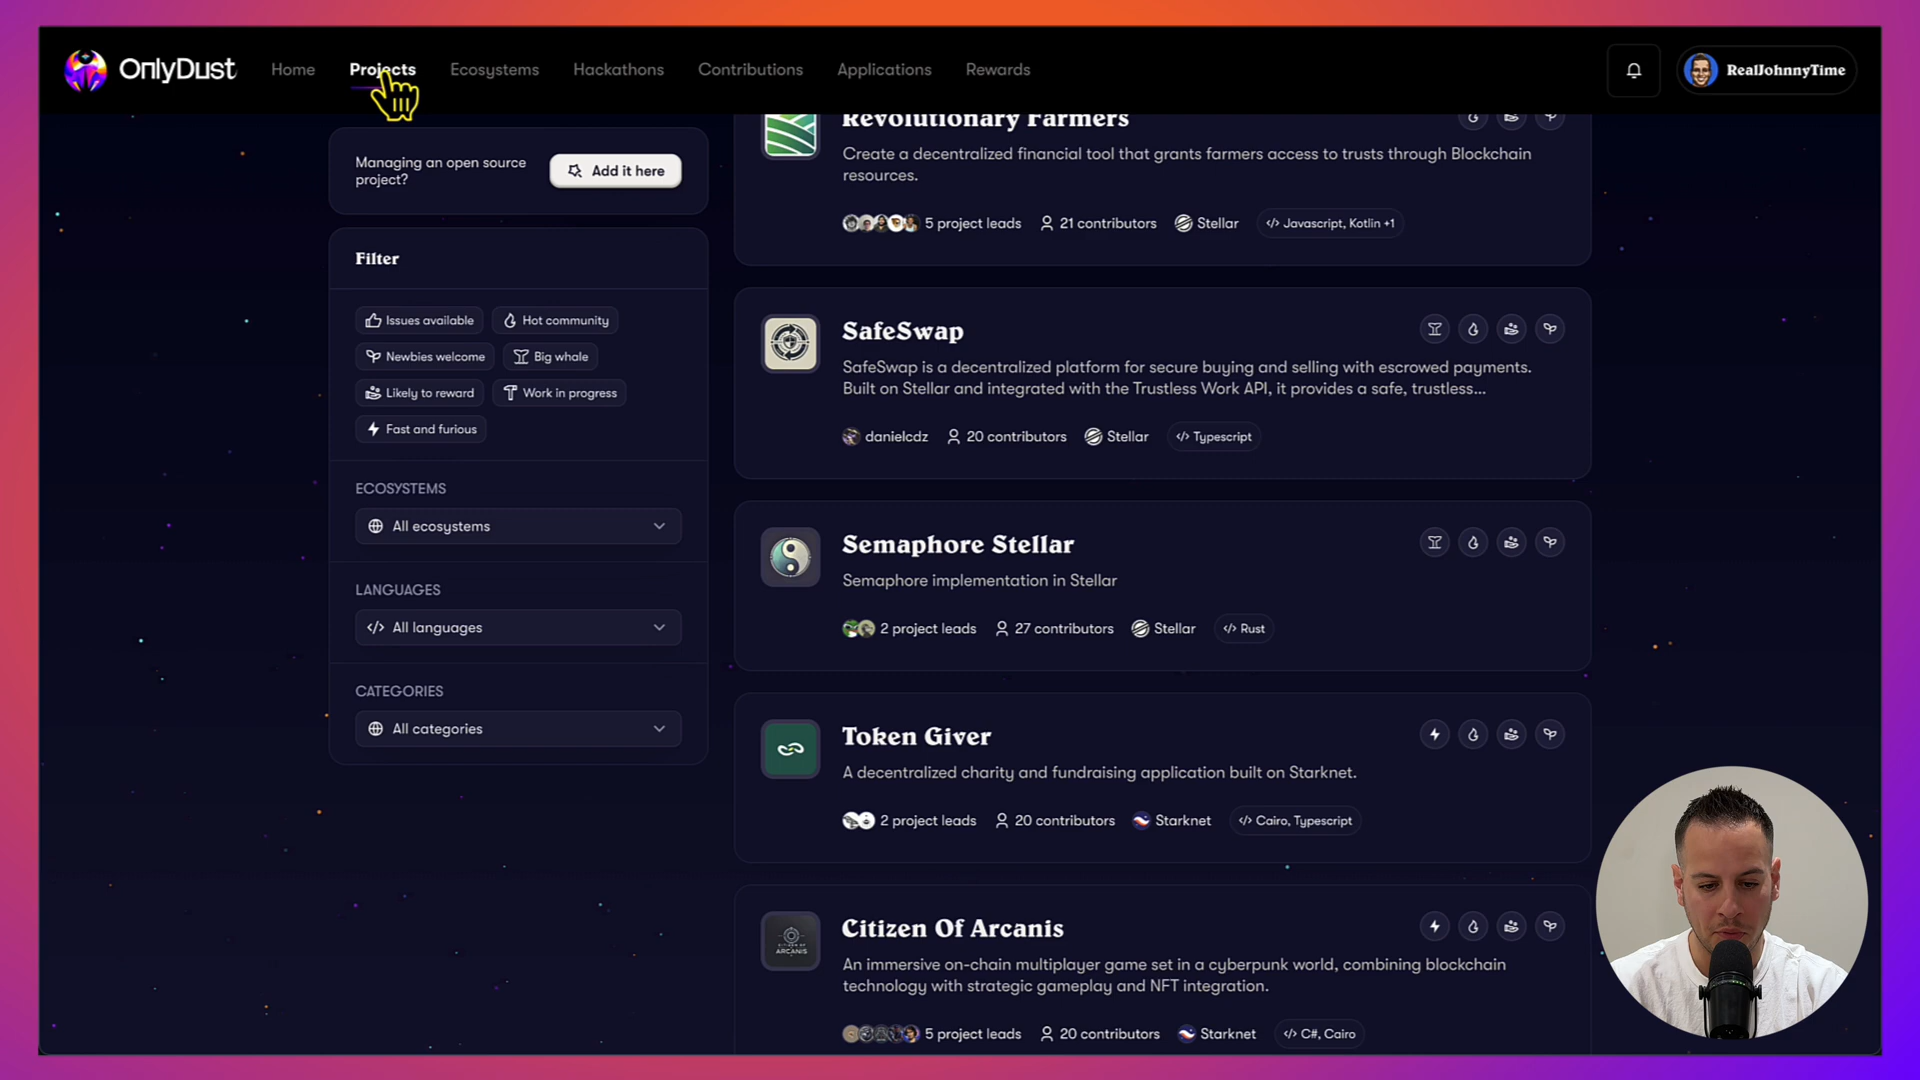 OnlyDust
Home
Projects
Ecosystems
Hackathons
Contributions
Applications
Rewards
RealJohnnyTime
Managing an open source
project?
Add it here
Filter
Issues available
Hot community
Newbies welcome
Big whale
Likely to reward
Work in progress
Fast and furious
ECOSYSTEMS
All ecosystems
LANGUAGES
All languages
CATEGORIES
All categories
Revolutionary Farmers
Create a decentralized financial tool that grants farmers access to trusts through Blockchain
resources.
5 project leads
21 contributors
Stellar
Javascript, Kotlin +1
SafeSwap
SafeSwap is a decentralized platform for secure buying and selling with escrowed payments.
Built on Stellar and integrated with the Trustless Work API, it provides a safe, trustless...
danielcdz
20 contributors
Stellar
Typescript
Semaphore Stellar
Semaphore implementation in Stellar
2 project leads
27 contributors
Stellar
Rust
Token Giver
A decentralized charity and fundraising application built on Starknet.
2 project leads
20 contributors
Starknet
Cairo, Typescript
Citizen Of Arcanis
An immersive on-chain multiplayer game set in a cyberpunk world, combining blockchain
technology with strategic gameplay and NFT integration.
ARCANIS
5 project leads
20 contributors
Starknet
C#, Cairo